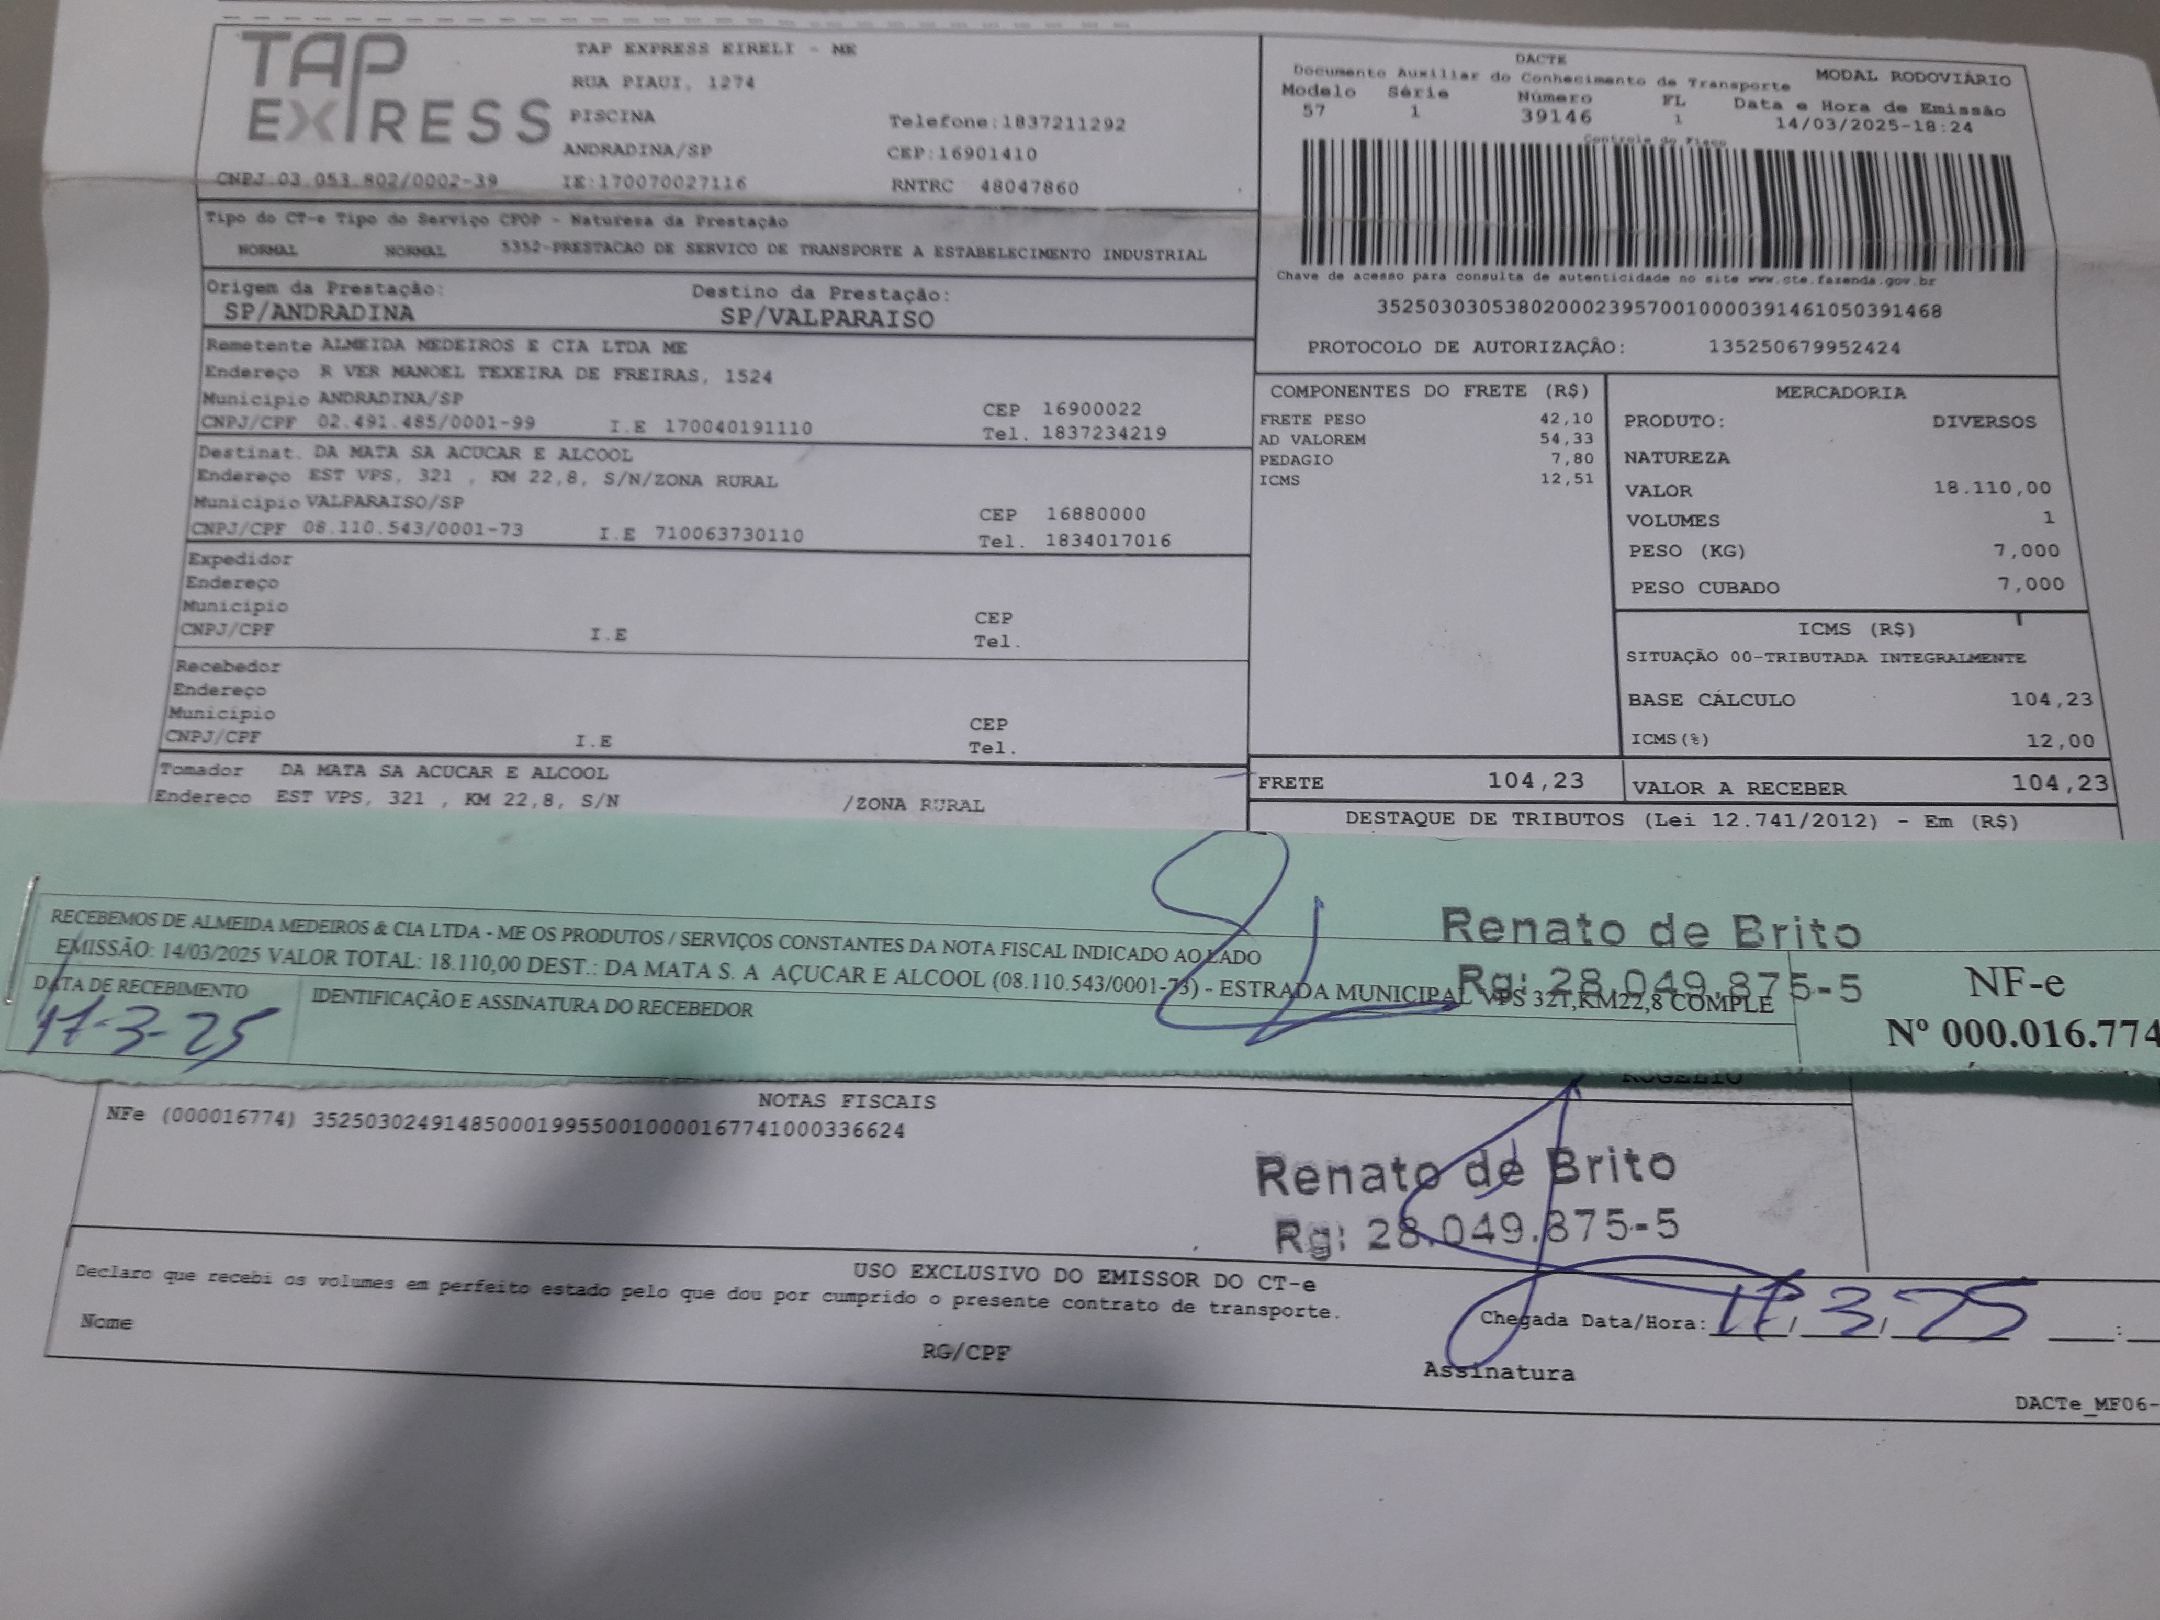 TAP EXPRESS
TAP EXPRESS EIRELI - ME
RUA PIAUI, 1274
PISCINA
Telefone:1837211292
ANDRADINA/SP
CEP:16901410
CNPJ 03 053 802/0002-39 IE:170070027116 RNTRC 48047860
DACTE
Documento Auxiliar do Conhecimento de Transporte MODAL RODOVIÁRIO
Modelo Série Número FL Data e Hora de Emissão
57 1 39146 1 14/03/2025-18:24
Controle do Fisco
Chave de acesso para consulta de autenticidade no site www.cte.fazenda.gov.br
35250303053802000239570010000391461050391468
PROTOCOLO DE AUTORIZAÇÃO: 135250679952424
Tipo do CT-e Tipo do Serviço CFOP - Natureza da Prestação
NORMAL NORMAL 5352-PRESTACAO DE SERVICO DE TRANSPORTE A ESTABELECIMENTO INDUSTRIAL
Origem da Prestação: Destino da Prestação:
SP/ANDRADINA SP/VALPARAISO
Remetente ALMEIDA MEDEIROS E CIA LTDA ME
Endereço R VER MANOEL TEXEIRA DE FREIRAS, 1524
Município ANDRADINA/SP CEP 16900022
CNPJ/CPF 02.491.485/0001-99 I.E 170040191110 Tel. 1837234219
Destinat. DA MATA SA ACUCAR E ALCOOL
Endereço EST VPS, 321 , KM 22,8, S/N/ZONA RURAL
Município VALPARAISO/SP CEP 16880000
CNPJ/CPF 08.110.543/0001-73 I.E 710063730110 Tel. 1834017016
Expedidor
Endereço
Município CEP
CNPJ/CPF I.E Tel.
Recebedor
Endereço
Município CEP
CNPJ/CPF I.E Tel.
Tomador DA MATA SA ACUCAR E ALCOOL
Endereço EST VPS, 321 , KM 22,8, S/N /ZONA RURAL
COMPONENTES DO FRETE (R$)
FRETE PESO 42,10
AD VALOREM 54,33
PEDAGIO 7,80
ICMS 12,51
FRETE 104,23
MERCADORIA
PRODUTO: DIVERSOS
NATUREZA
VALOR 18.110,00
VOLUMES 1
PESO (KG) 7,000
PESO CUBADO 7,000
ICMS (R$)
SITUAÇÃO 00-TRIBUTADA INTEGRALMENTE
BASE CÁLCULO 104,23
ICMS(%) 12,00
VALOR A RECEBER 104,23
DESTAQUE DE TRIBUTOS (Lei 12.741/2012) - Em (R$)
RECEBEMOS DE ALMEIDA MEDEIROS & CIA LTDA - ME OS PRODUTOS / SERVIÇOS CONSTANTES DA NOTA FISCAL INDICADO AO LADO
EMISSÃO: 14/03/2025 VALOR TOTAL: 18.110,00 DEST.: DA MATA S. A AÇUCAR E ALCOOL (08.110.543/0001-73) - ESTRADA MUNICIPAL VPS 321,KM22,8 COMPLE
DATA DE RECEBIMENTO IDENTIFICAÇÃO E ASSINATURA DO RECEBEDOR
17-3-25
Renato de Brito
Rg: 28.049.875-5
NF-e
Nº 000.016.774
ROGELIO
NOTAS FISCAIS
NFe (000016774) 35250302491485000199550010000167741000336624
Renato de Brito
Rg: 28.049.875-5
USO EXCLUSIVO DO EMISSOR DO CT-e
Declaro que recebi os volumes em perfeito estado pelo que dou por cumprido o presente contrato de transporte.
Chegada Data/Hora: 17/3/25 :
Nome RG/CPF Assinatura
DACTe_MF06-